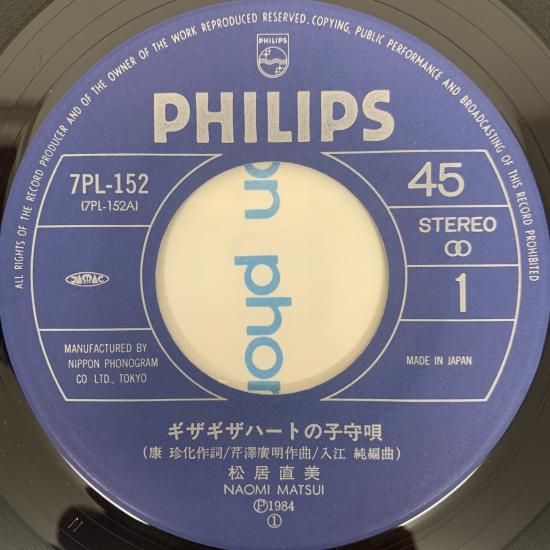 ALL RIGHTS OF THE RECORD PRODUCER AND OF THE OWNER OF THE WORK REPRODUCED RESERVED. COPYING, PUBLIC PERFORMANCE AND BROADCASTING OF THIS RECORD PROHIBITED
PHILIPS
PHILIPS
7PL-152
(7PL-152A)
45
STEREO
1
JASRAC
MANUFACTURED BY
NIPPON PHONOGRAM
CO LTD., TOKYO
MADE IN JAPAN
on phon
ギザギザハートの子守唄
(康 珍化作詞/芹澤廣明作曲/入江 純編曲)
松居直美
NAOMI MATSUI
Ⓟ1984
①